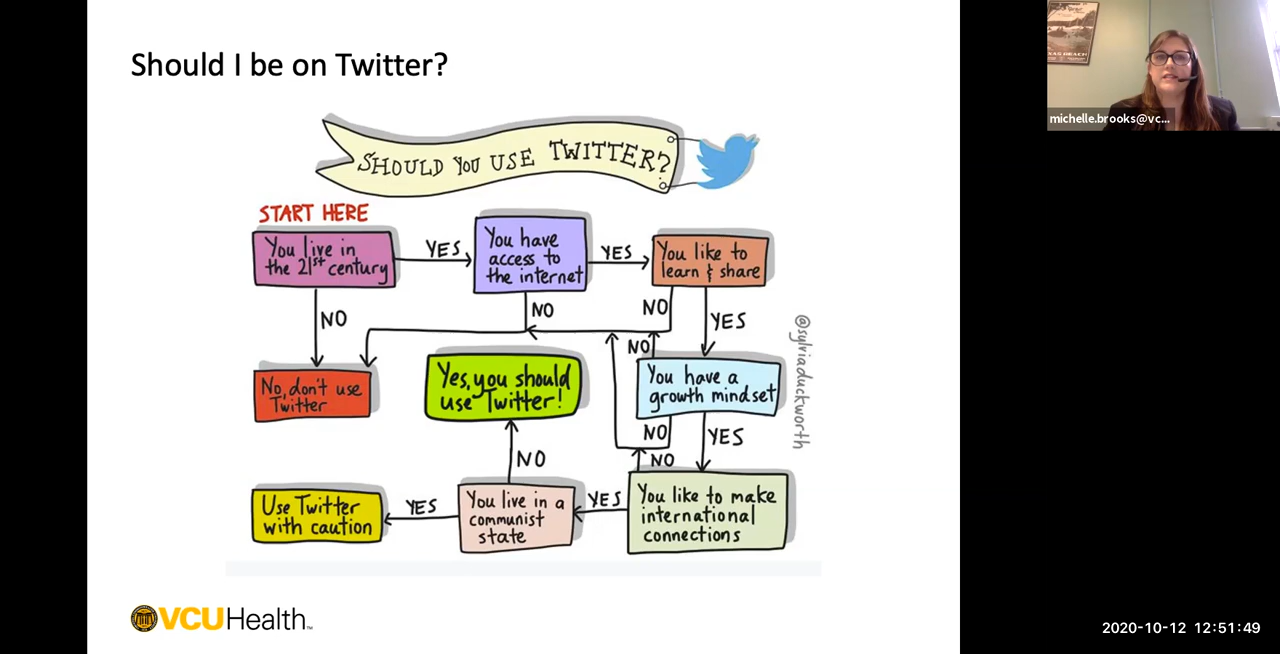 Should I be on Twitter?
SHOULD YOU USE TWITTER?
START HERE
You live in
the 21st century
YES
You have
access to
the internet
YES
You like to
learn & share
NO
NO
NO
YES
No, don't use
Twitter
Yes, you should
use Twitter!
NO
You have a
growth mindset
NO
YES
NO
NO
Use Twitter
with caution
YES
You live in a
communist
state
YES
You like to make
international
connections
@sylviaduckworth
VCUHealth™
michelle.brooks@vc...
2020-10-12 12:51:49